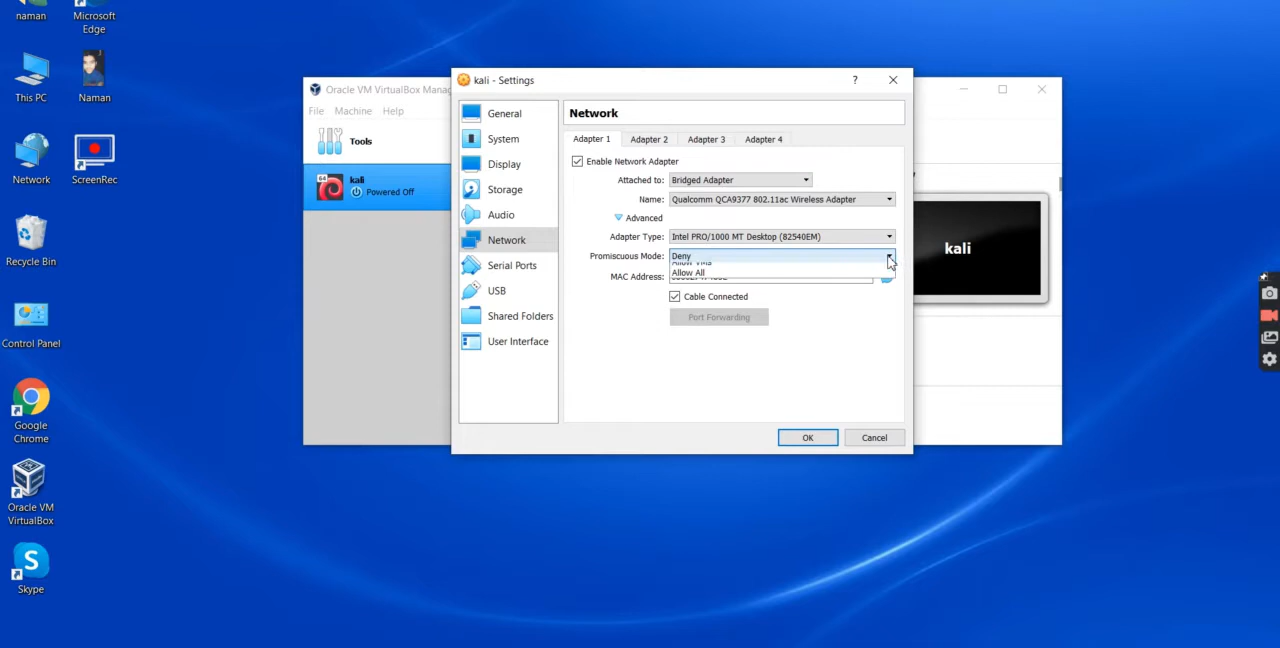 naman
Microsoft
Edge
This PC
Naman
Network
ScreenRec
Recycle Bin
Control Panel
Google
Chrome
Oracle VM
VirtualBox
Skype
Oracle VM VirtualBox Manag
File Machine Help
Tools
64
kali
Powered Off
kali
kali - Settings
?
General
System
Display
Storage
Audio
Network
Serial Ports
USB
Shared Folders
User Interface
Network
Adapter 1 Adapter 2 Adapter 3 Adapter 4
Enable Network Adapter
Attached to: Bridged Adapter
Name: Qualcomm QCA9377 802.11ac Wireless Adapter
Advanced
Adapter Type: Intel PRO/1000 MT Desktop (82540EM)
Promiscuous Mode: Deny
Allow VMs
Allow All
MAC Address:
Cable Connected
Port Forwarding
OK Cancel